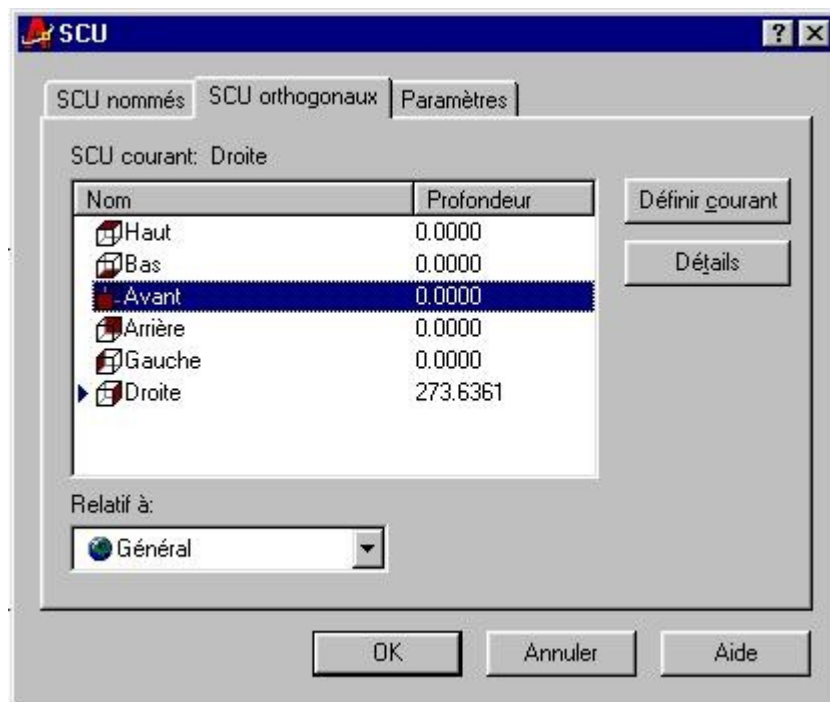 SCU
SCU nommés SCU orthogonaux Paramètres
SCU courant: Droite
Nom Profondeur
Haut 0.0000
Bas 0.0000
Avant 0.0000
Arrière 0.0000
Gauche 0.0000
Droite 273.6361
Définir courant
Détails
Relatif à:
Général
OK Annuler Aide